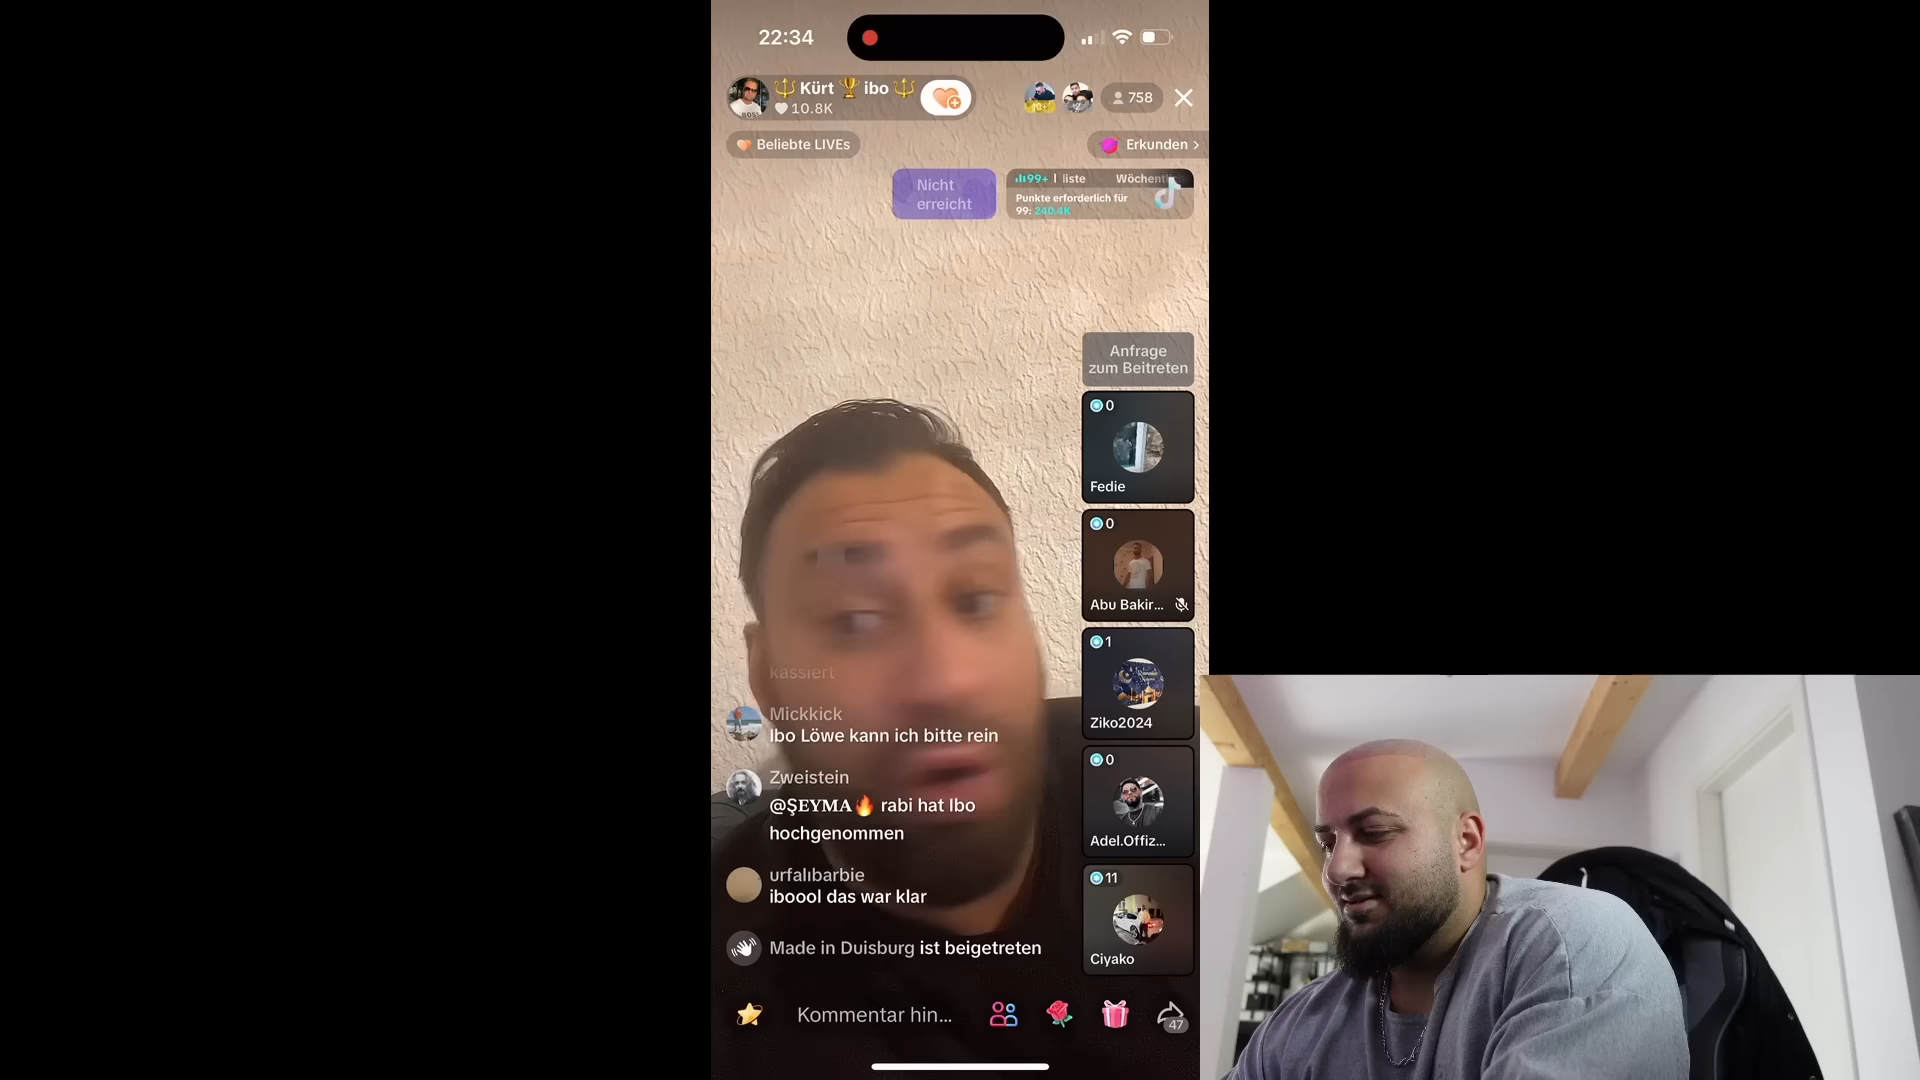 22:34
Kürt 🏆 ibo
10.8K
758
Beliebte LIVEs
Erkunden >
Nicht
erreicht
99+ | liste
Wöchentlich
Punkte erforderlich für
99: 240.4K
Anfrage
zum Beitreten
0
Fedie
0
Abu Bakir...
1
Ziko2024
0
Adel.Offiz...
11
Ciyako
kassiert
Mickkick
Ibo Löwe kann ich bitte rein
Zweistein
@ŞEYMA🔥 rabi hat Ibo
hochgenommen
urfalıbarbie
iboool das war klar
Made in Duisburg ist beigetreten
Kommentar hin...
47